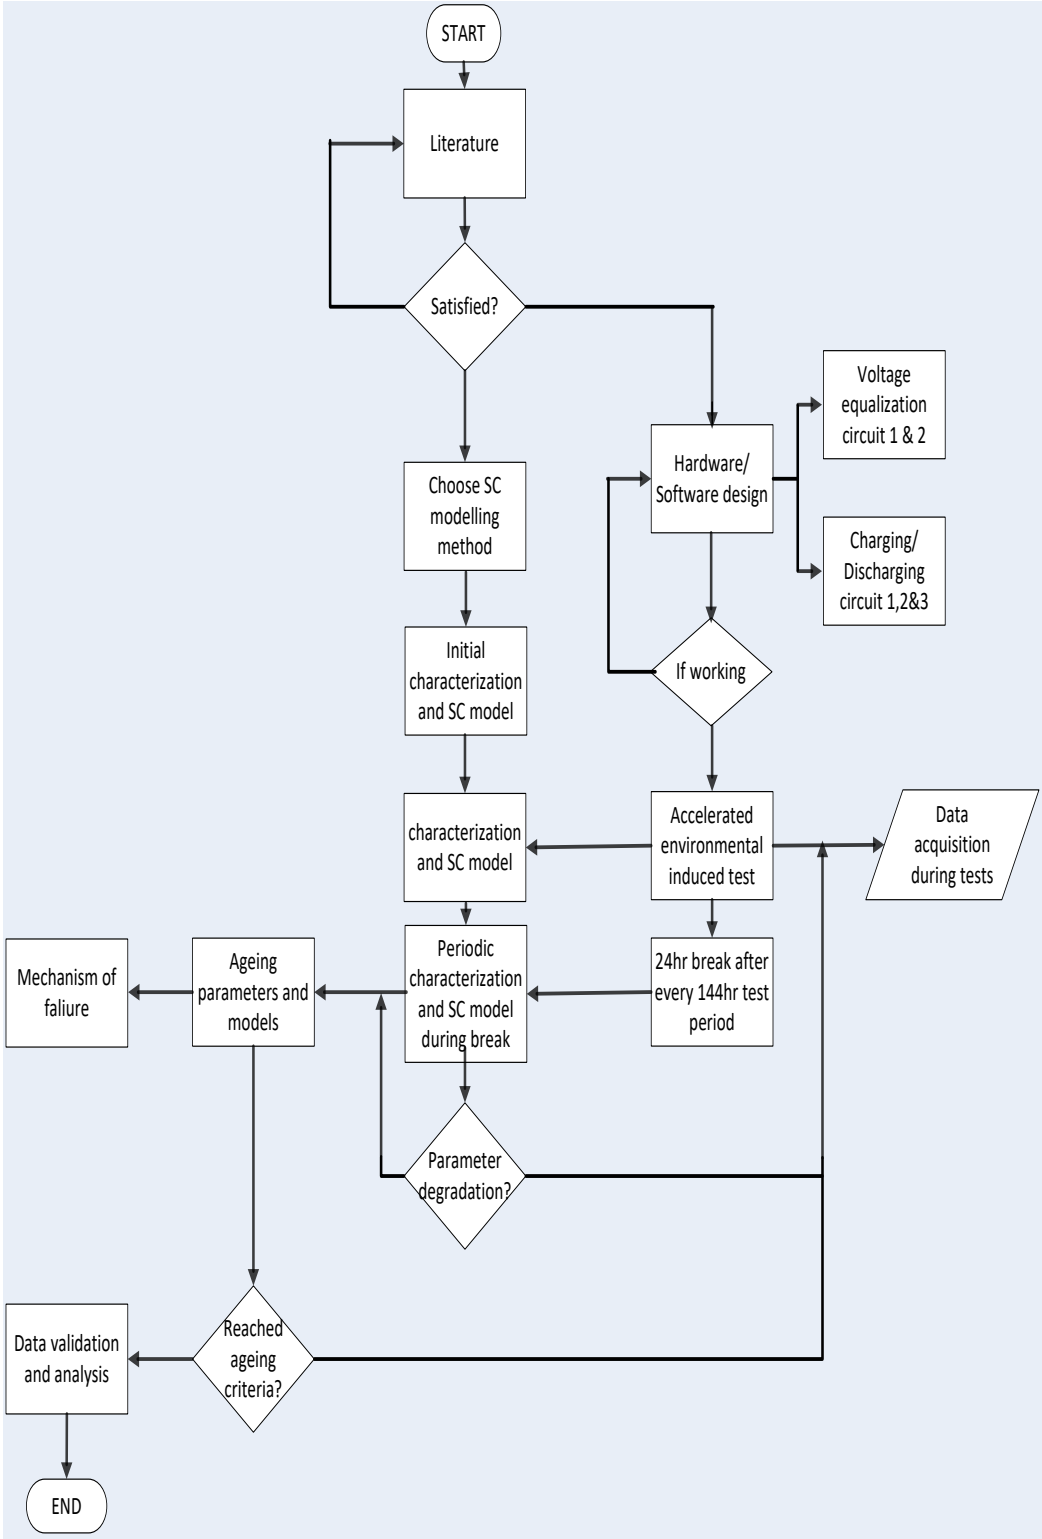 START
Literature
Satisfied?
Voltage
equalization
circuit 1 & 2
Choose SC
modelling
method
Hardware/
Software design
Charging/
Discharging
circuit 1,2&3
Initial
characterization
and SC model
If working
characterization
and SC model
Accelerated
environmental
induced test
Data
acquisition
during tests
Mechanism of
faliure
Ageing
parameters and
models
Periodic
characterization
and SC model
during break
24hr break after
every 144hr test
period
Parameter
degradation?
Data validation
and analysis
Reached
ageing
criteria?
END